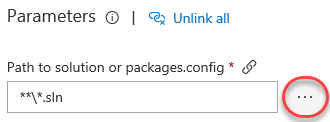 Parameters | Unlink all
Path to solution or packages.config *
**\*.sln
...